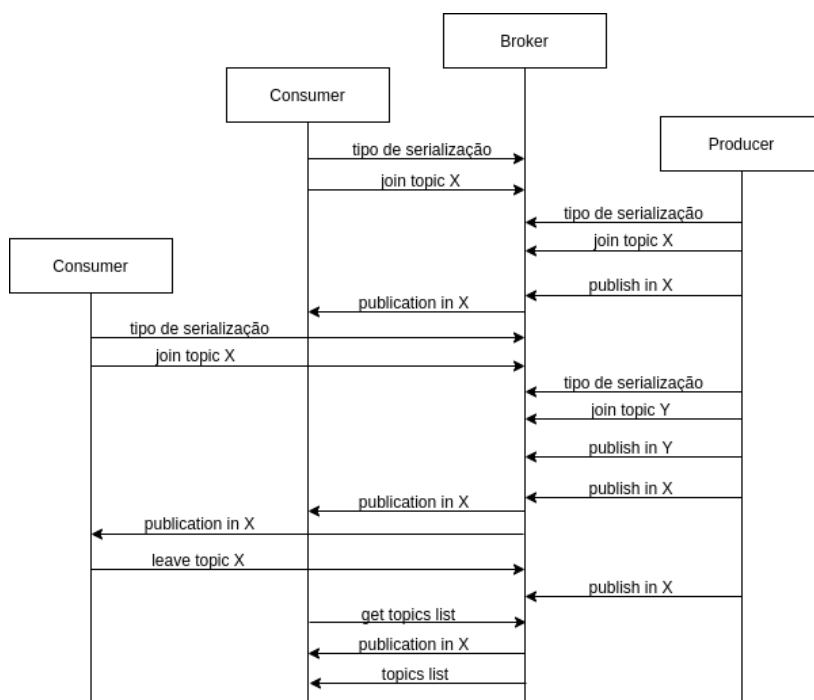 Broker
Consumer
Producer
tipo de serialização
join topic X
tipo de serialização
join topic X
Consumer
publish in X
publication in X
tipo de serialização
join topic X
tipo de serialização
join topic Y
publish in Y
publish in X
publication in X
publication in X
leave topic X
publish in X
get topics list
publication in X
topics list